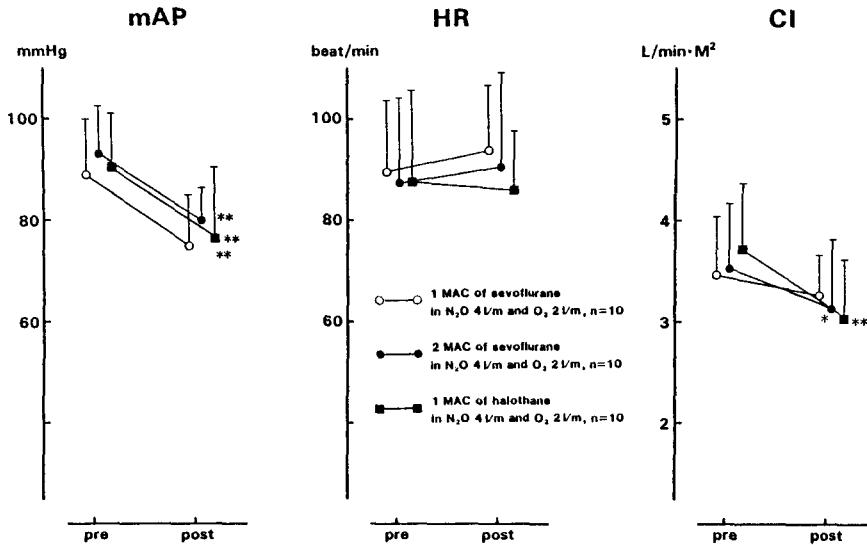 mAP
mmHg
100
80
60
**
**
**
pre
post
HR
beat/min
100
80
60
1 MAC of sevoflurane
in N₂O 4 l/m and O₂ 2 l/m, n=10
2 MAC of sevoflurane
in N₂O 4 l/m and O₂ 2 l/m, n=10
1 MAC of halothane
in N₂O 4 l/m and O₂ 2 l/m, n=10
pre
post
CI
L/min·M²
5
4
3
2
*
**
pre
post